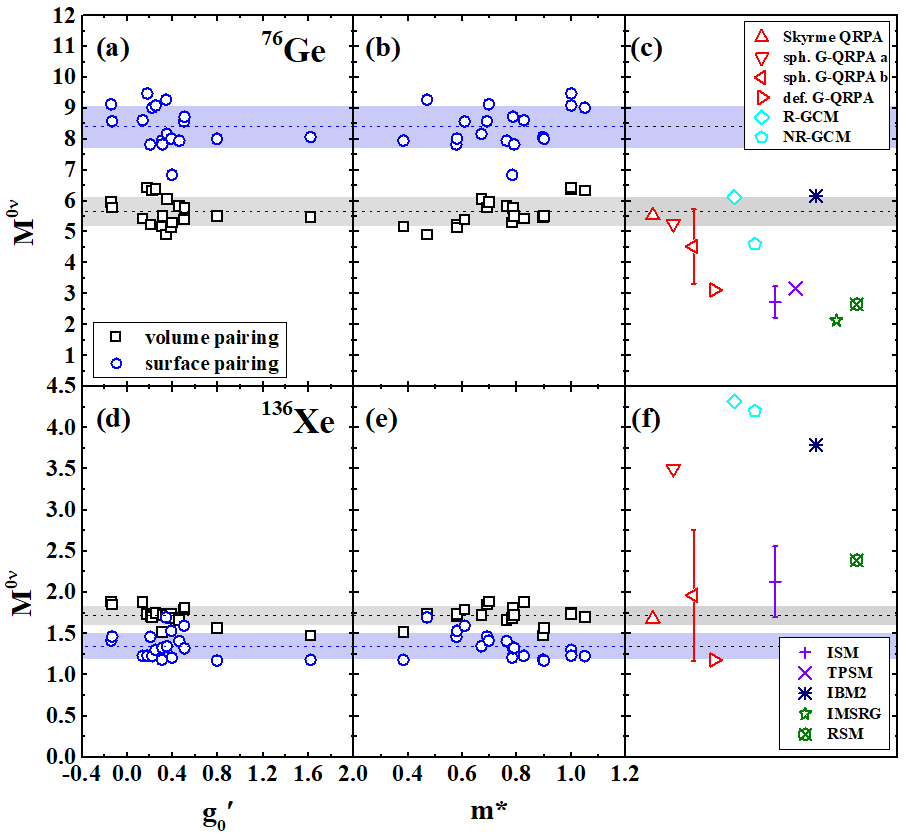 (a) ⁷⁶Ge
(b)
(c)
Skyrme QRPA
sph. G-QRPA a
sph. G-QRPA b
def. G-QRPA
R-GCM
NR-GCM
12
11
10
9
8
7
6
5
4
3
2
1
M⁰ᵛ
volume pairing
surface pairing
(d) ¹³⁶Xe
(e)
(f)
4.5
4.0
3.5
3.0
2.5
2.0
1.5
1.0
0.5
0.0
M⁰ᵛ
ISM
TPSM
IBM2
IMSRG
RSM
-0.4 0.0 0.4 0.8 1.2 1.6 2.0 0.4 0.6 0.8 1.0 1.2
g₀′
m*